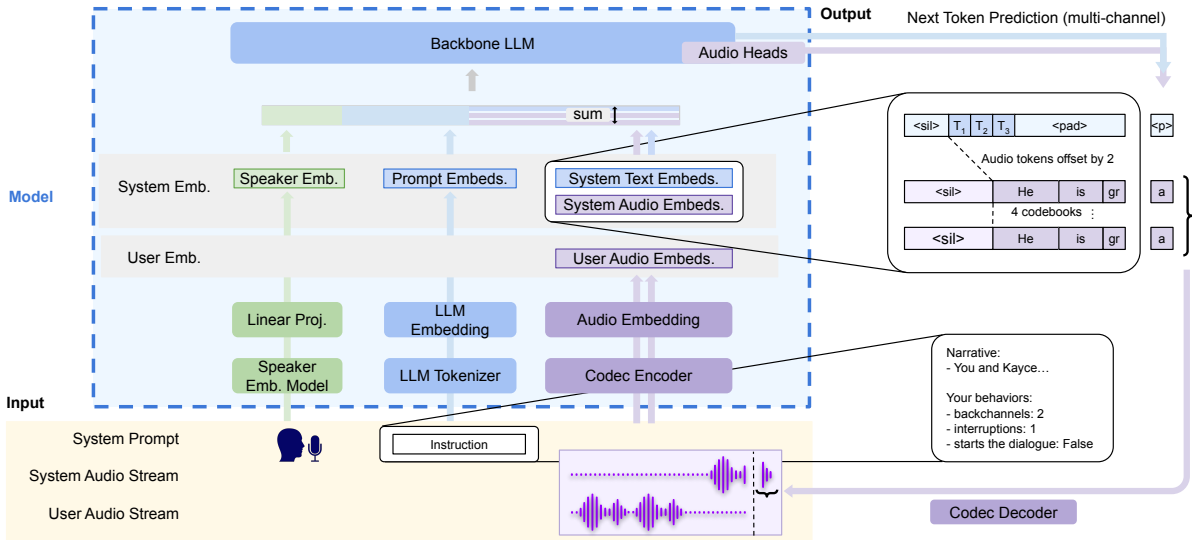 Output
Next Token Prediction (multi-channel)
Backbone LLM
Audio Heads
sum
<sil>
T1
T2
T3
<pad>
<p>
Audio tokens offset by 2
<sil>
He
is
gr
a
4 codebooks ⋮
<sil>
He
is
gr
a
Model
System Emb.
Speaker Emb.
Prompt Embeds.
System Text Embeds.
System Audio Embeds.
User Emb.
User Audio Embeds.
Linear Proj.
LLM
Embedding
Audio Embedding
Speaker
Emb. Model
LLM Tokenizer
Codec Encoder
Narrative:
- You and Kayce…
Your behaviors:
- backchannels: 2
- interruptions: 1
- starts the dialogue: False
Input
System Prompt
Instruction
System Audio Stream
User Audio Stream
Codec Decoder